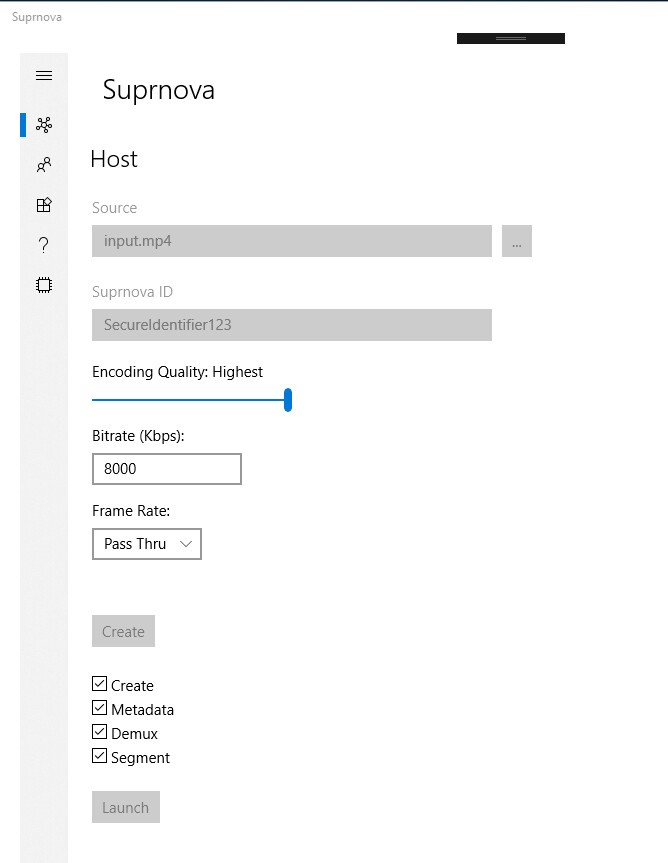 Suprnova
Suprnova
Host
Source
input.mp4
...
Suprnova ID
SecureIdentifier123
Encoding Quality: Highest
Bitrate (Kbps):
8000
Frame Rate:
Pass Thru
Create
Create
Metadata
Demux
Segment
Launch